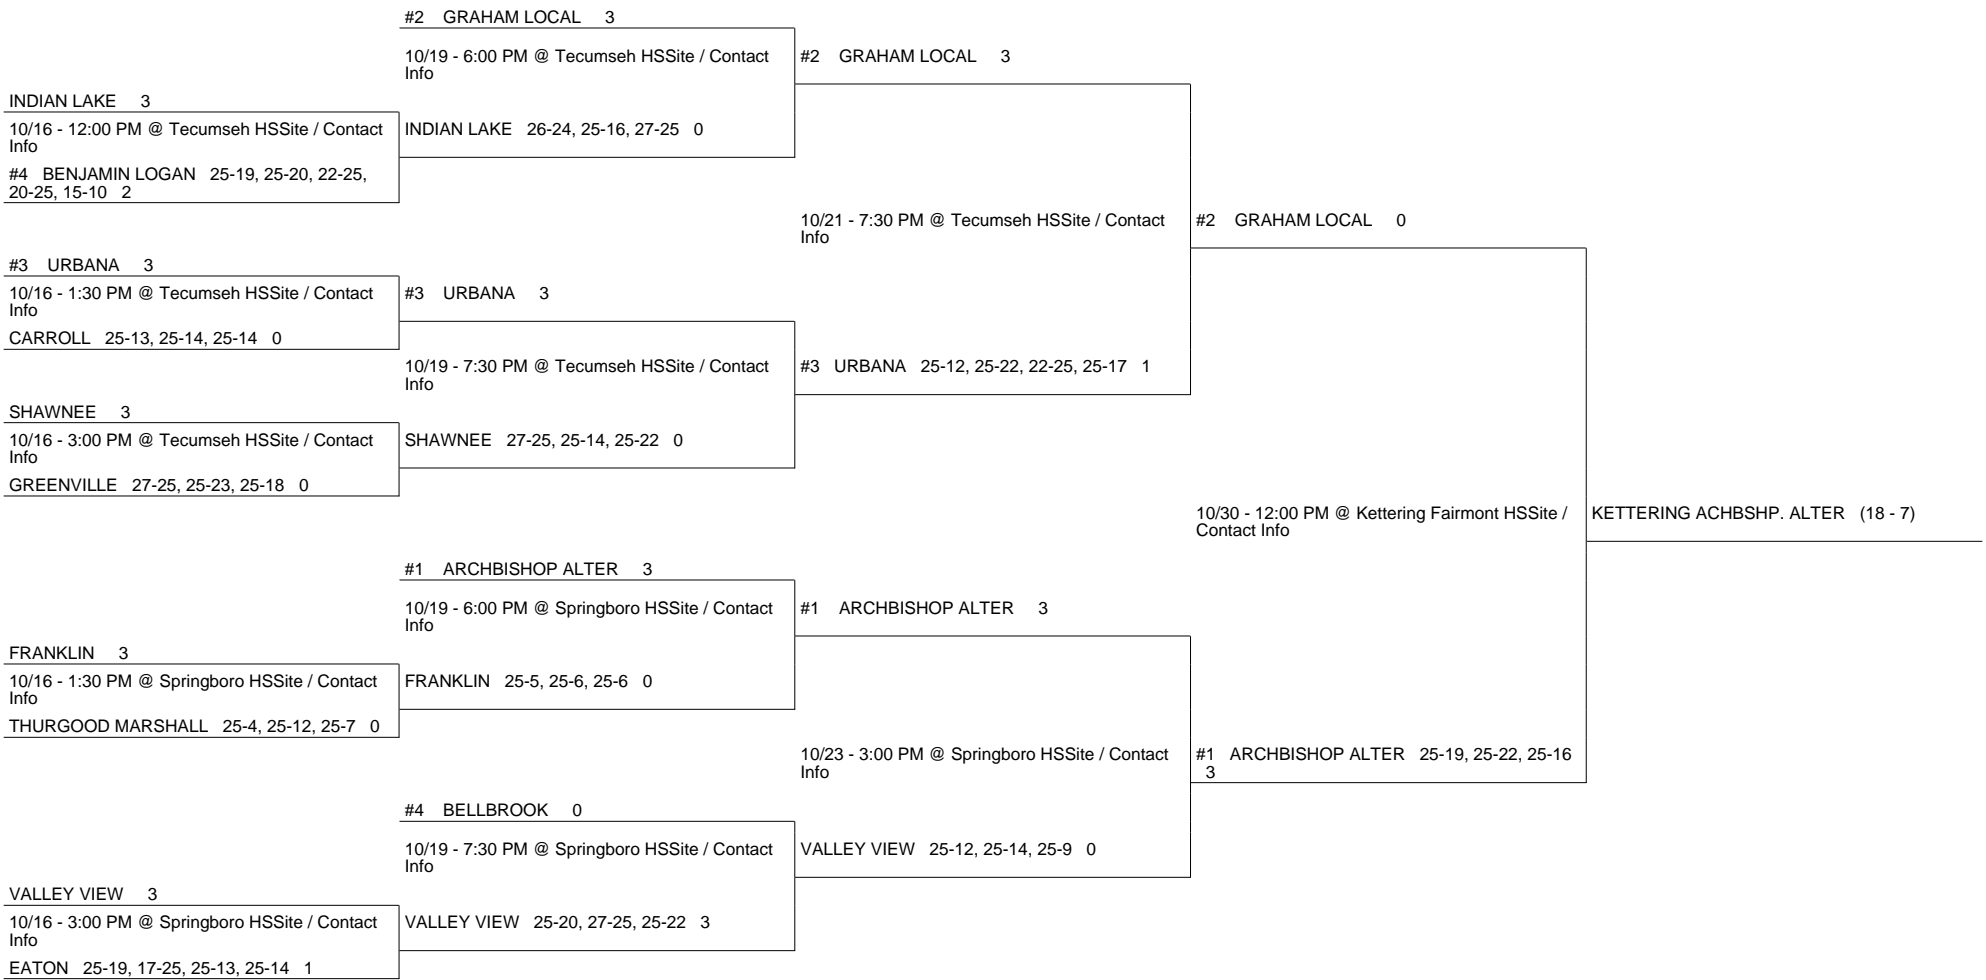 #2 GRAHAM LOCAL 3
10/19 - 6:00 PM @ Tecumseh HSSite / Contact
Info
#2 GRAHAM LOCAL 3
INDIAN LAKE 3
10/16 - 12:00 PM @ Tecumseh HSSite / Contact
Info
INDIAN LAKE 26-24, 25-16, 27-25 0
#4 BENJAMIN LOGAN 25-19, 25-20, 22-25,
20-25, 15-10 2
10/21 - 7:30 PM @ Tecumseh HSSite / Contact
Info
#2 GRAHAM LOCAL 0
#3 URBANA 3
10/16 - 1:30 PM @ Tecumseh HSSite / Contact
Info
#3 URBANA 3
CARROLL 25-13, 25-14, 25-14 0
10/19 - 7:30 PM @ Tecumseh HSSite / Contact
Info
#3 URBANA 25-12, 25-22, 22-25, 25-17 1
SHAWNEE 3
10/16 - 3:00 PM @ Tecumseh HSSite / Contact
Info
SHAWNEE 27-25, 25-14, 25-22 0
GREENVILLE 27-25, 25-23, 25-18 0
10/30 - 12:00 PM @ Kettering Fairmont HSSite /
Contact Info
KETTERING ACHBSHP. ALTER (18 - 7)
#1 ARCHBISHOP ALTER 3
10/19 - 6:00 PM @ Springboro HSSite / Contact
Info
#1 ARCHBISHOP ALTER 3
FRANKLIN 3
10/16 - 1:30 PM @ Springboro HSSite / Contact
Info
FRANKLIN 25-5, 25-6, 25-6 0
THURGOOD MARSHALL 25-4, 25-12, 25-7 0
10/23 - 3:00 PM @ Springboro HSSite / Contact
Info
#1 ARCHBISHOP ALTER 25-19, 25-22, 25-16
3
#4 BELLBROOK 0
10/19 - 7:30 PM @ Springboro HSSite / Contact
Info
VALLEY VIEW 25-12, 25-14, 25-9 0
VALLEY VIEW 3
10/16 - 3:00 PM @ Springboro HSSite / Contact
Info
VALLEY VIEW 25-20, 27-25, 25-22 3
EATON 25-19, 17-25, 25-13, 25-14 1